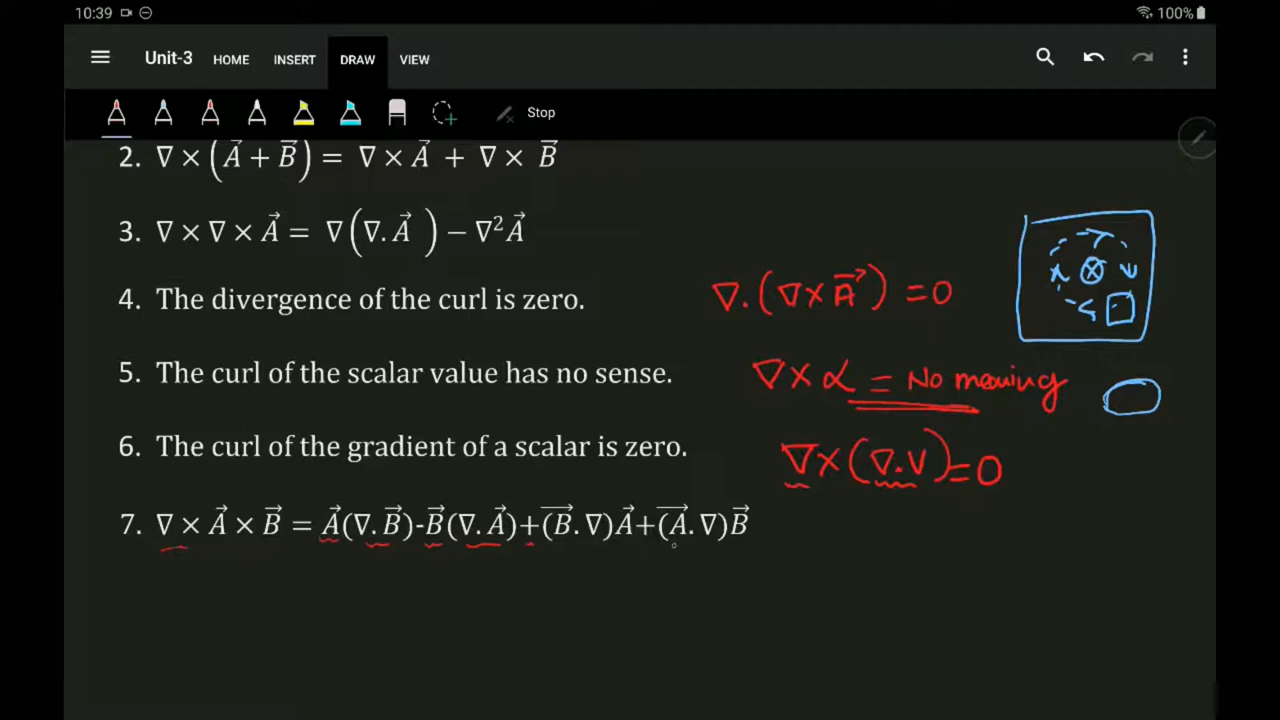 10:39 100%
Unit-3 HOME INSERT DRAW VIEW
Stop
2. ∇ × (A⃗ + B⃗) = ∇ × A⃗ + ∇ × B⃗
3. ∇ × ∇ × A⃗ = ∇(∇. A⃗ ) − ∇²A⃗
4. The divergence of the curl is zero. ∇.(∇×A⃗) = 0
5. The curl of the scalar value has no sense. ∇×α = No meaning
6. The curl of the gradient of a scalar is zero. ∇×(∇.V)=0
7. ∇ × A⃗ × B⃗ = A⃗(∇. B⃗)-B⃗(∇. A⃗)+(B⃗. ∇)A⃗+(A⃗. ∇)B⃗